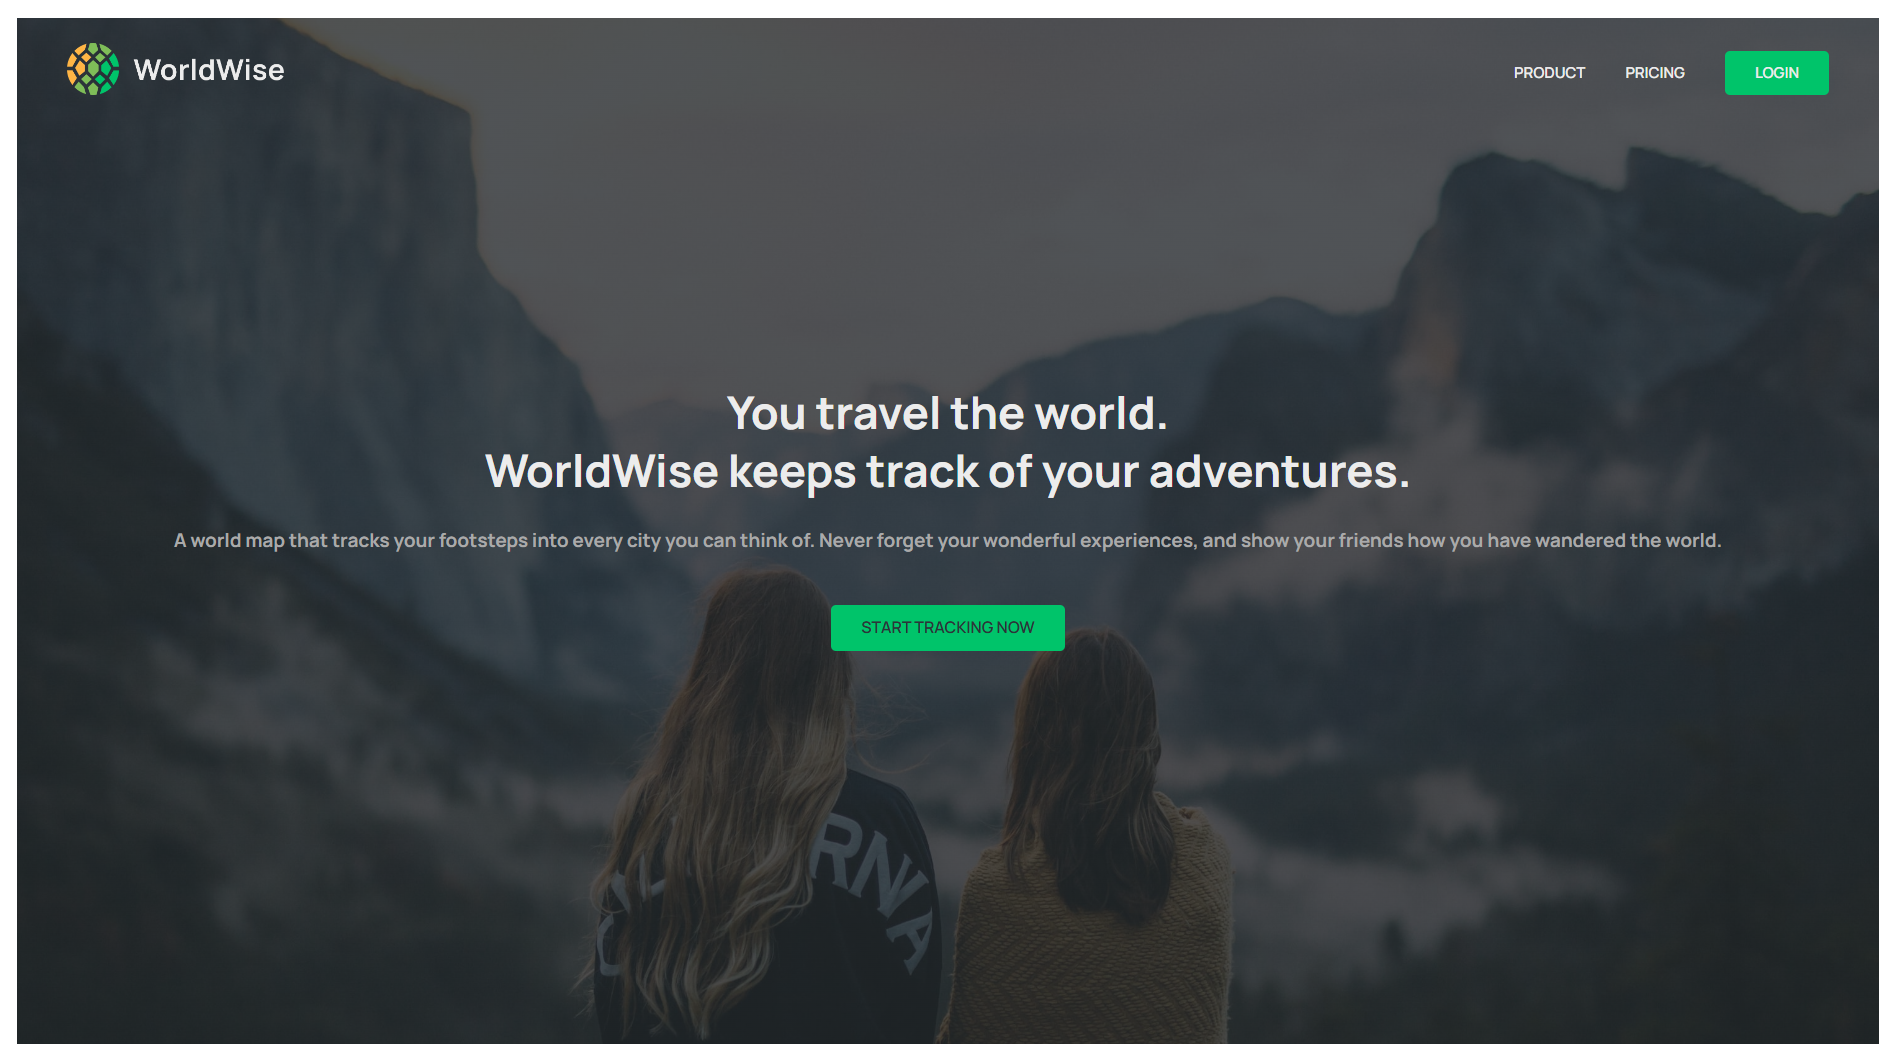 WorldWise
PRODUCT
PRICING
LOGIN
You travel the world.
WorldWise keeps track of your adventures.
A world map that tracks your footsteps into every city you can think of. Never forget your wonderful experiences, and show your friends how you have wandered the world.
START TRACKING NOW
RNIA